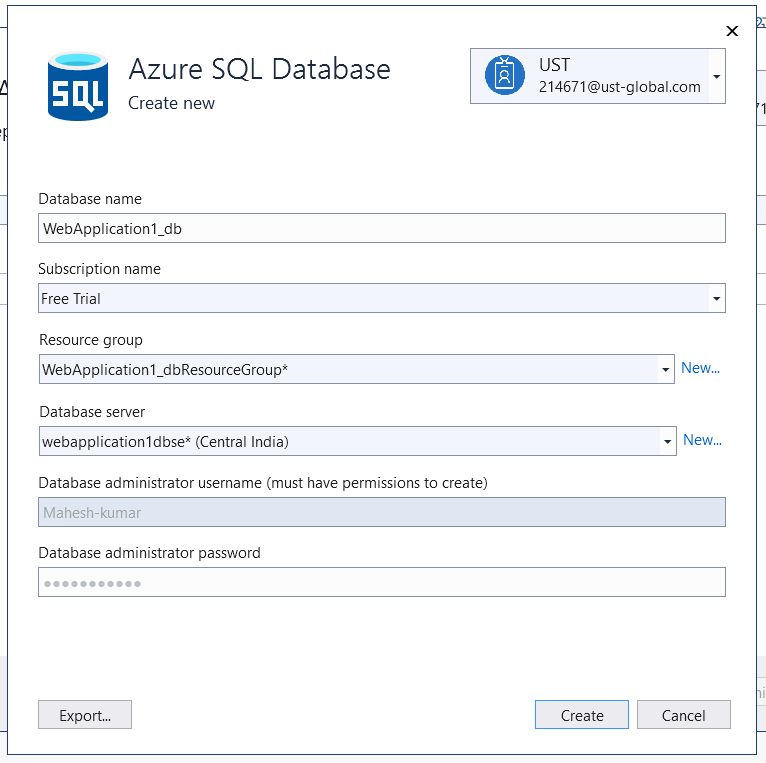 Azure SQL Database
Create new
SQL
UST
214671@ust-global.com
Database name
WebApplication1_db
Subscription name
Free Trial
Resource group
WebApplication1_dbResourceGroup*
New...
Database server
webapplication1dbse* (Central India)
New...
Database administrator username (must have permissions to create)
Mahesh-kumar
Database administrator password
●●●●●●●●●●●
Export...
Create
Cancel